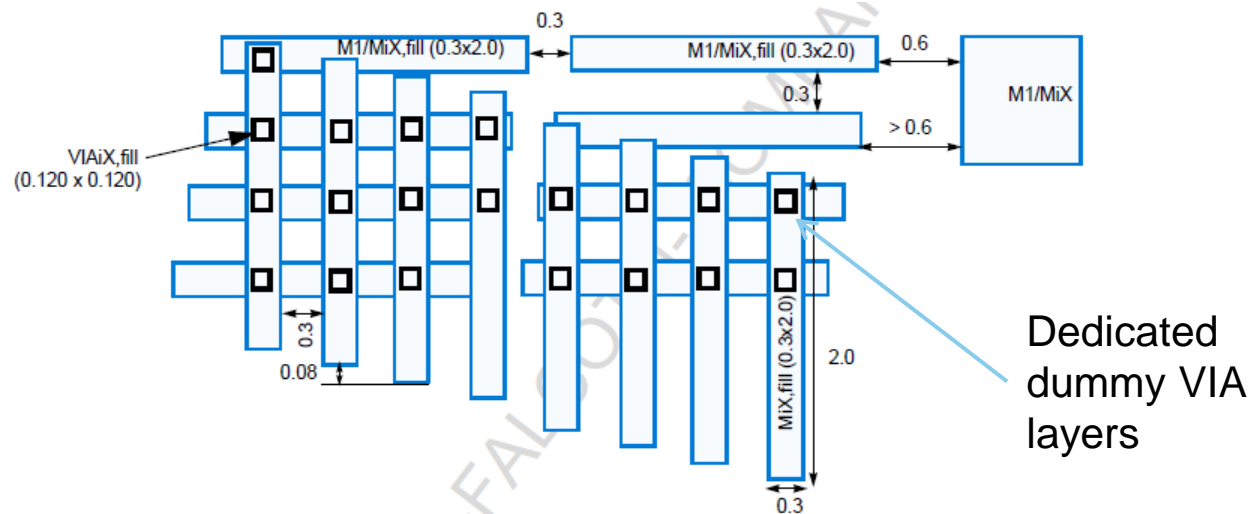 0.3
M1/MiX,fill (0.3x2.0)
M1/MiX,fill (0.3x2.0)
0.6
0.3
M1/MiX
> 0.6
VIAiX,fill
(0.120 x 0.120)
0.3
0.08
MiX,fill (0.3x2.0)
2.0
0.3
Dedicated
dummy VIA
layers